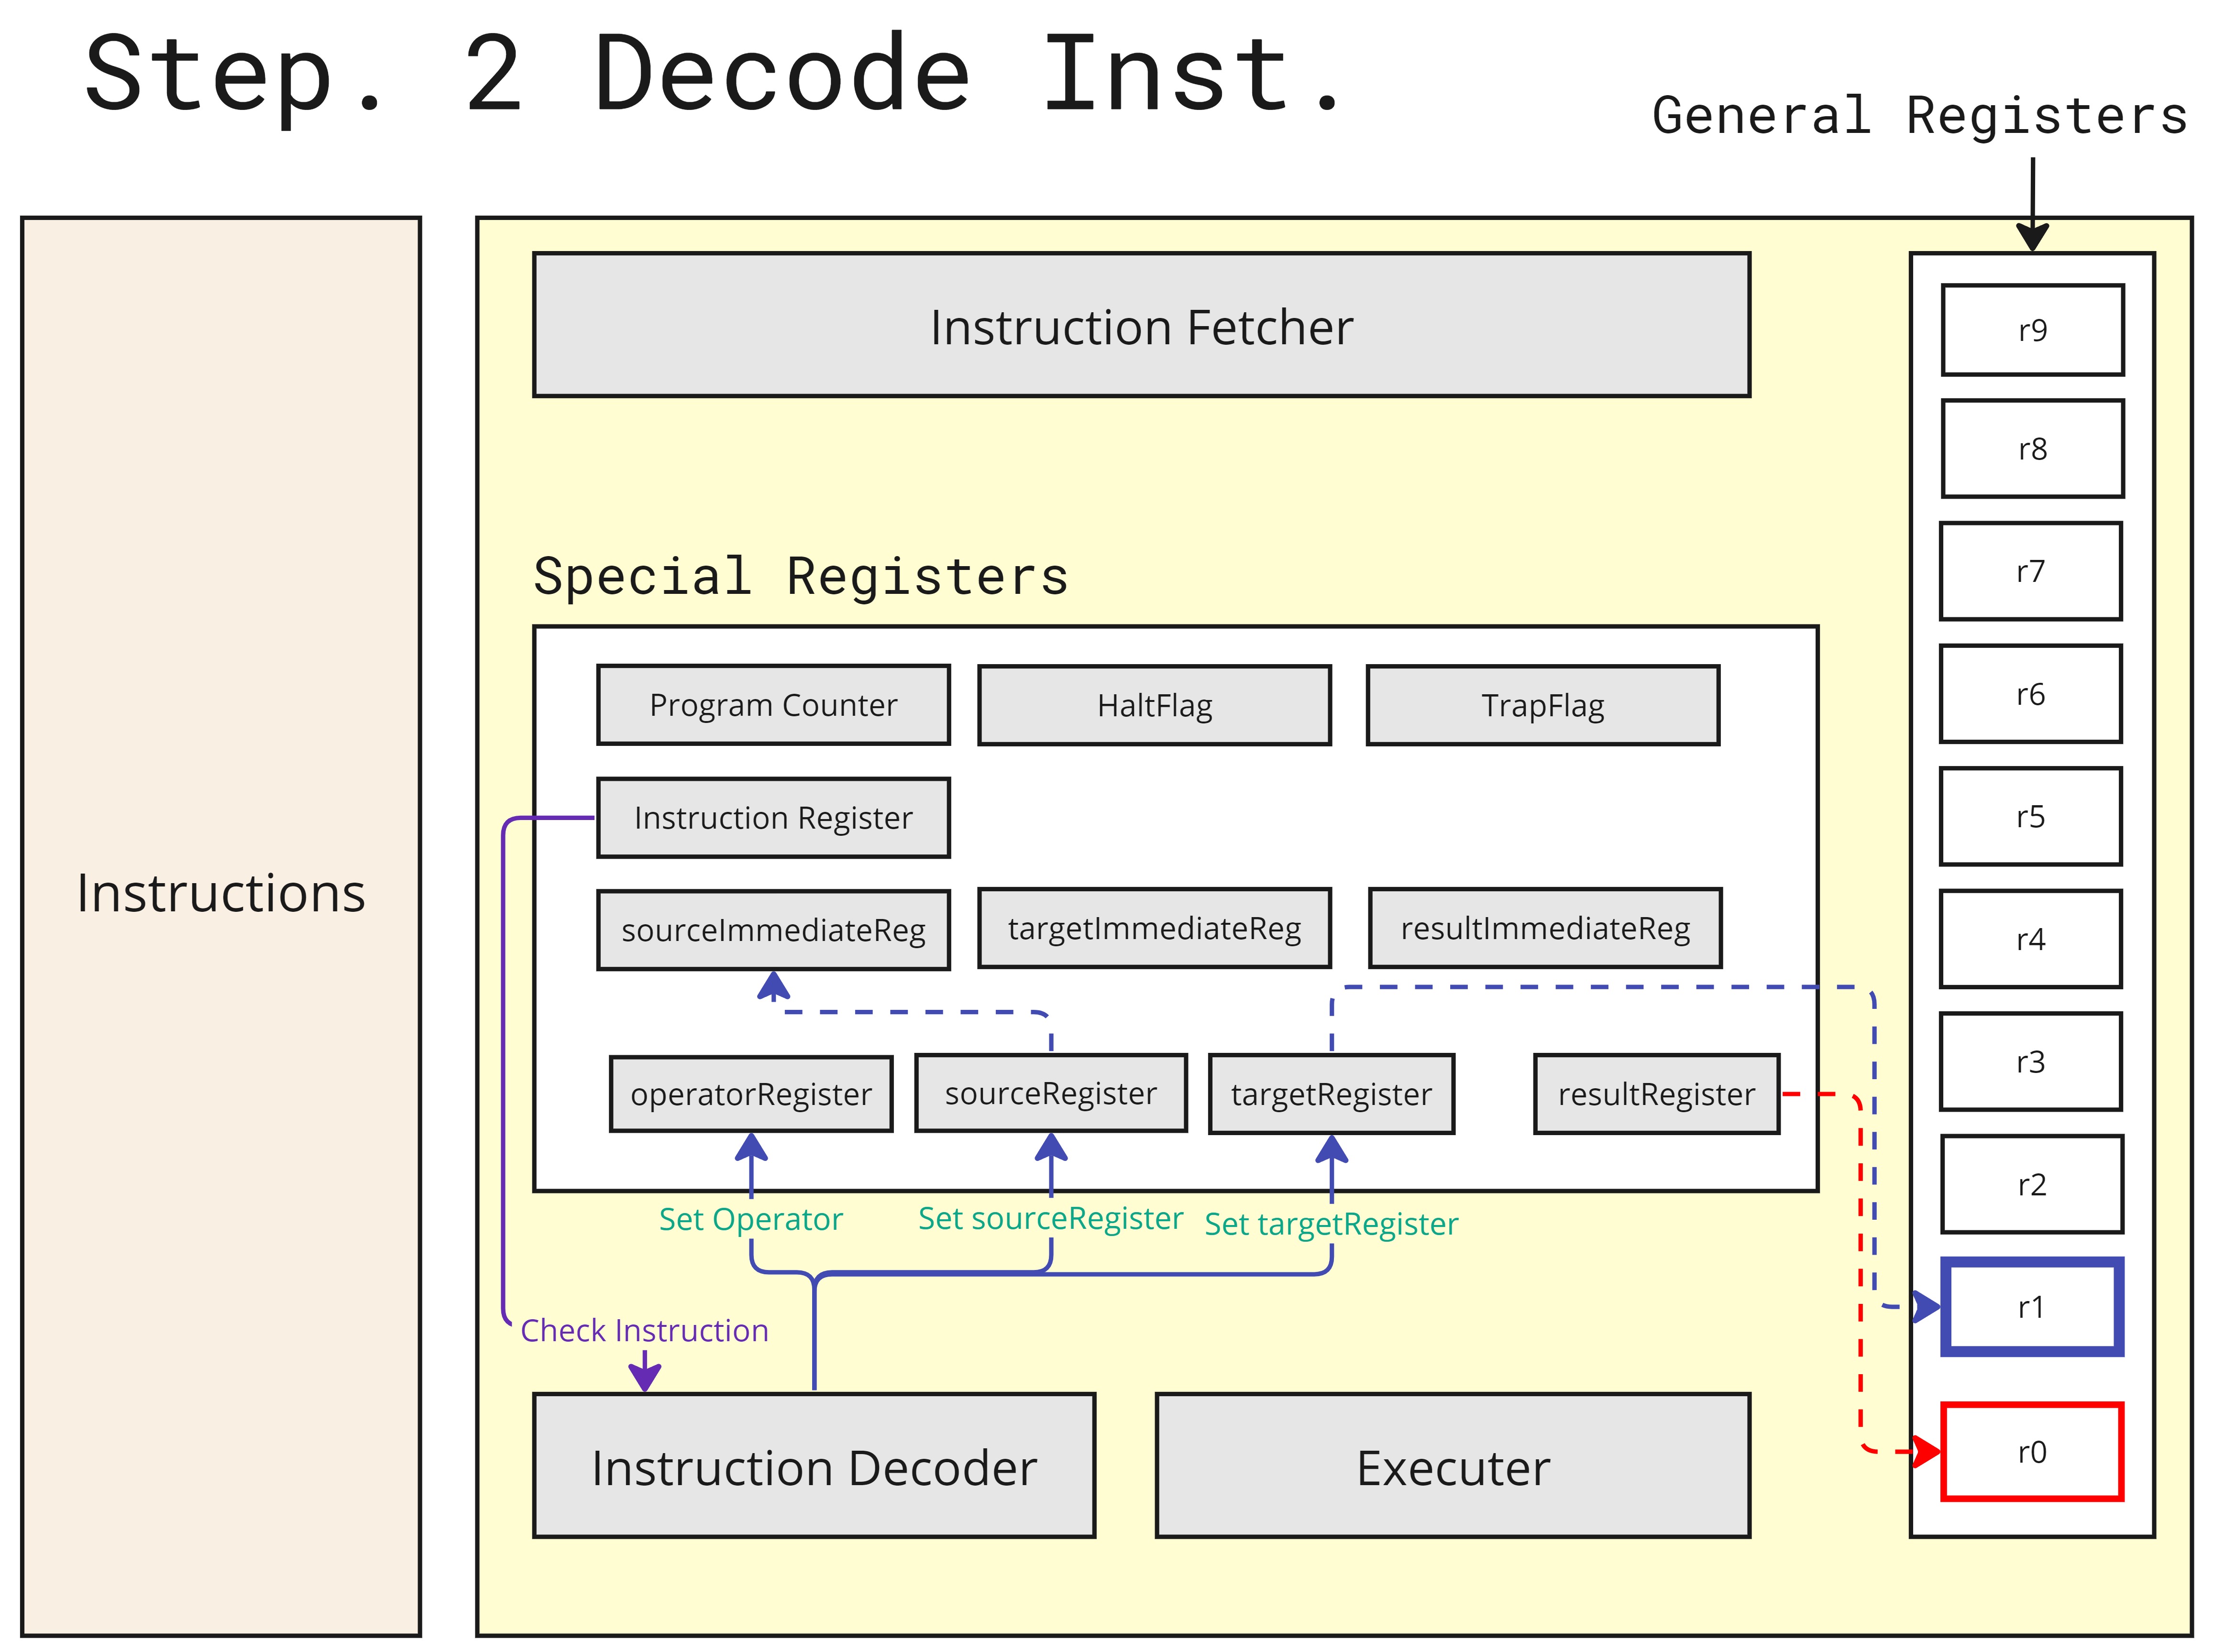 Step. 2 Decode Inst.
General Registers
Instructions
Instruction Fetcher
Special Registers
Program Counter
HaltFlag
TrapFlag
Instruction Register
sourceImmediateReg
targetImmediateReg
resultImmediateReg
operatorRegister
sourceRegister
targetRegister
resultRegister
Set Operator
Set sourceRegister
Set targetRegister
Check Instruction
Instruction Decoder
Executer
r9
r8
r7
r6
r5
r4
r3
r2
r1
r0